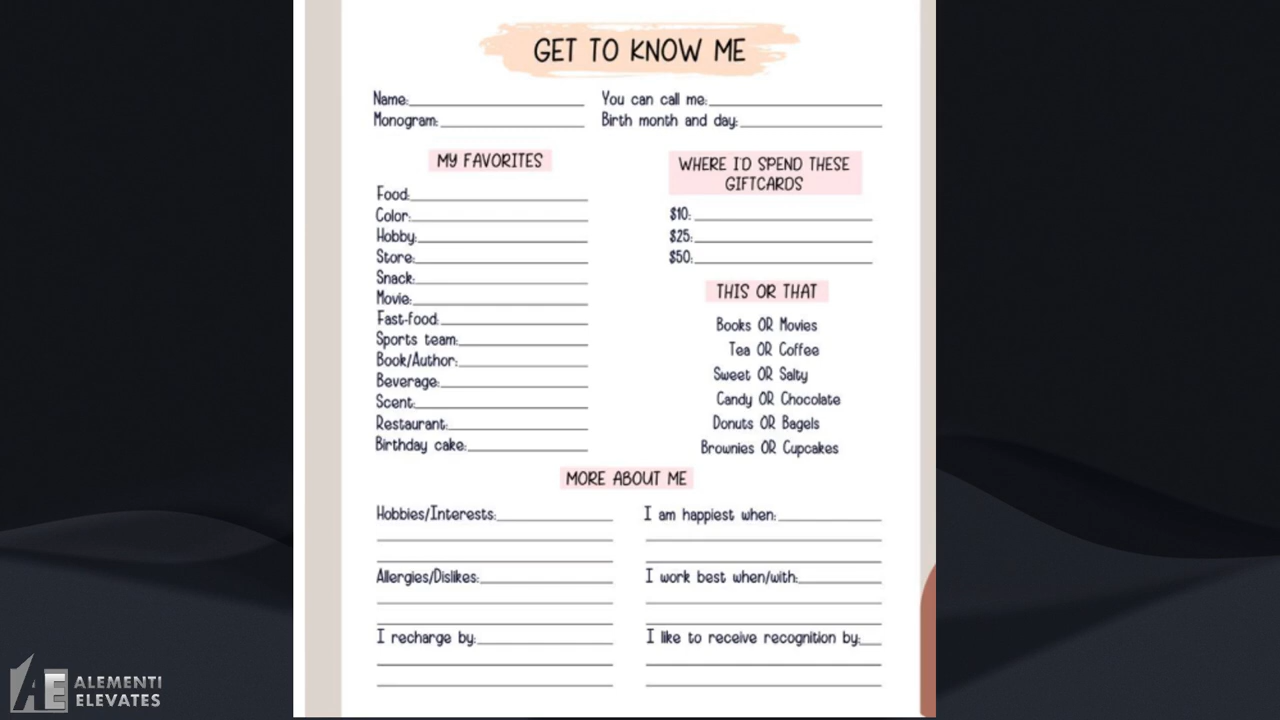 GET TO KNOW ME
Name:
You can call me:
Monogram:
Birth month and day:
MY FAVORITES
Food:
Color:
Hobby:
Store:
Snack:
Movie:
Fast-food:
Sports team:
Book/Author:
Beverage:
Scent:
Restaurant:
Birthday cake:
WHERE I'D SPEND THESE
GIFTCARDS
$10:
$25:
$50:
THIS OR THAT
Books OR Movies
Tea OR Coffee
Sweet OR Salty
Candy OR Chocolate
Donuts OR Bagels
Brownies OR Cupcakes
MORE ABOUT ME
Hobbies/Interests:
Allergies/Dislikes:
I recharge by:
I am happiest when:
I work best when/with:
I like to receive recognition by:
AE ALEMENTI
ELEVATES